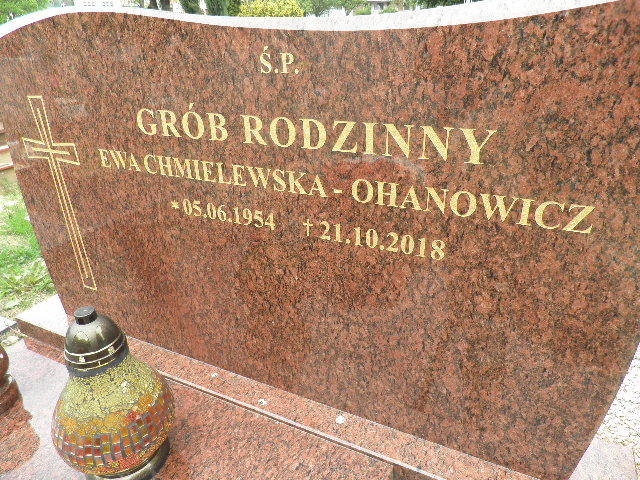 Ś.P.
GRÓB RODZINNY
EWA CHMIELEWSKA - OHANOWICZ
*05.06.1954 †21.10.2018